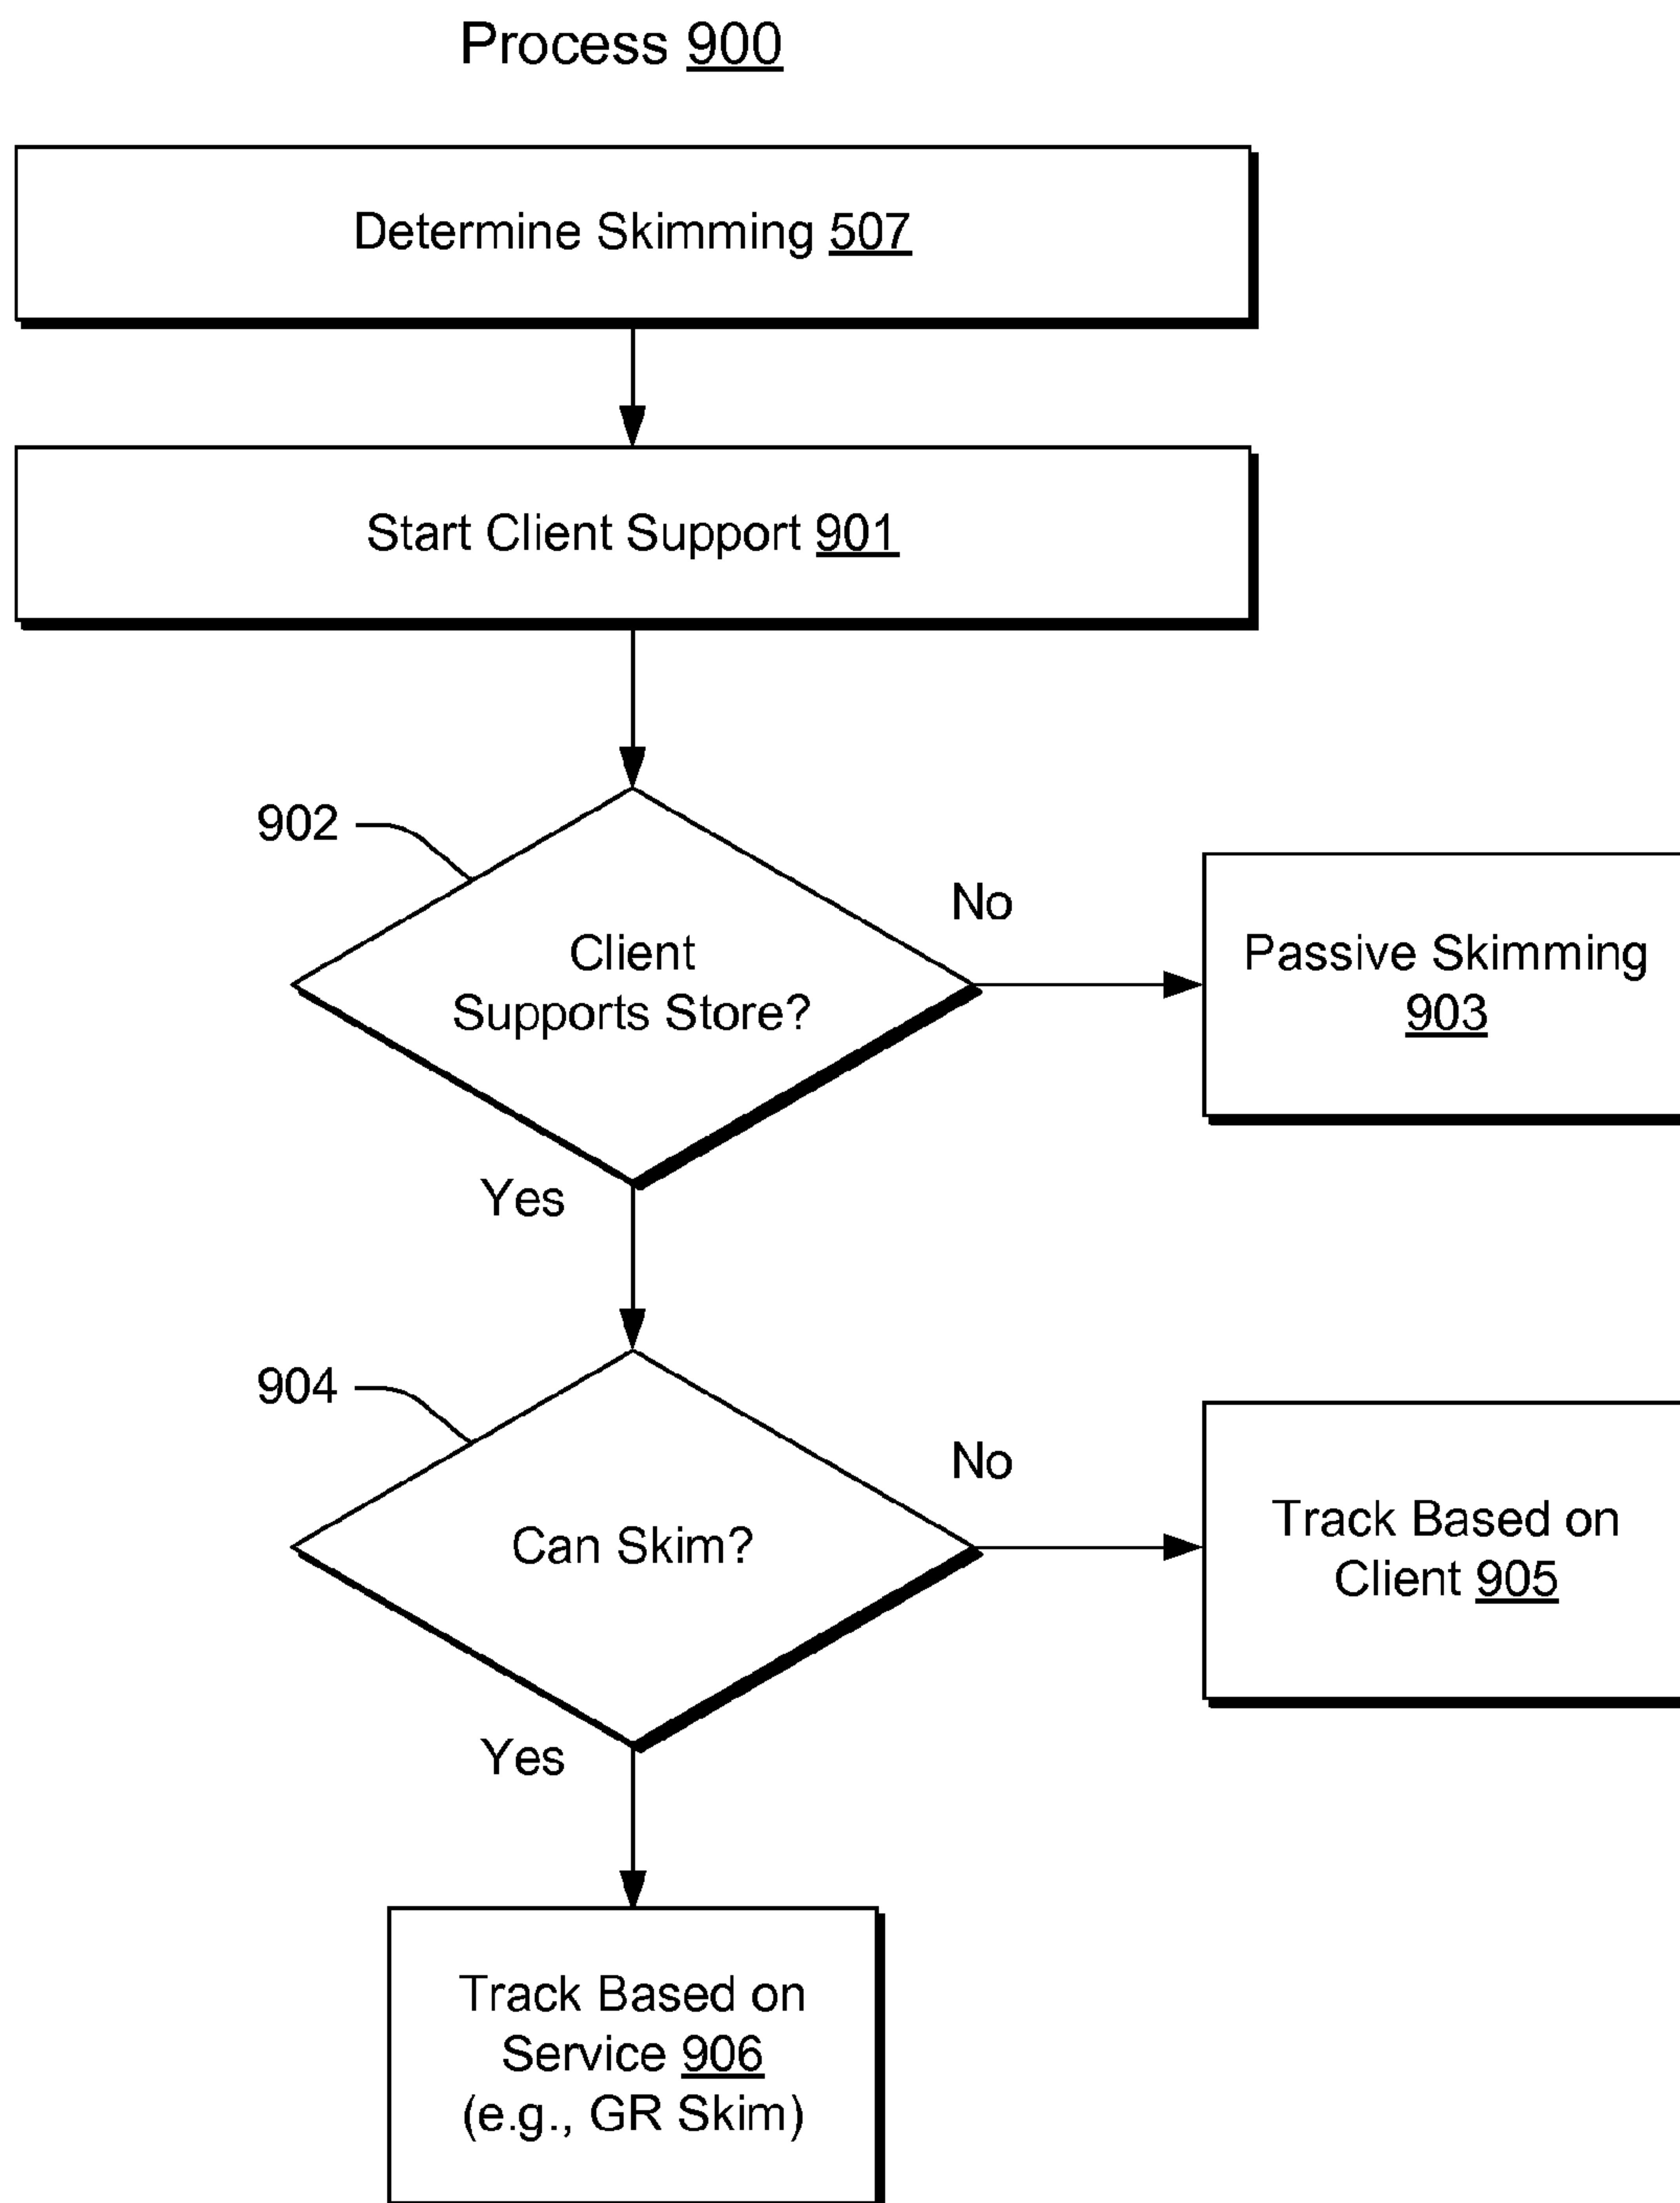 Process 900
Determine Skimming 507
Start Client Support 901
902
Client
Supports Store?
No
Passive Skimming
903
Yes
904
Can Skim?
No
Track Based on
Client 905
Yes
Track Based on
Service 906
(e.g., GR Skim)